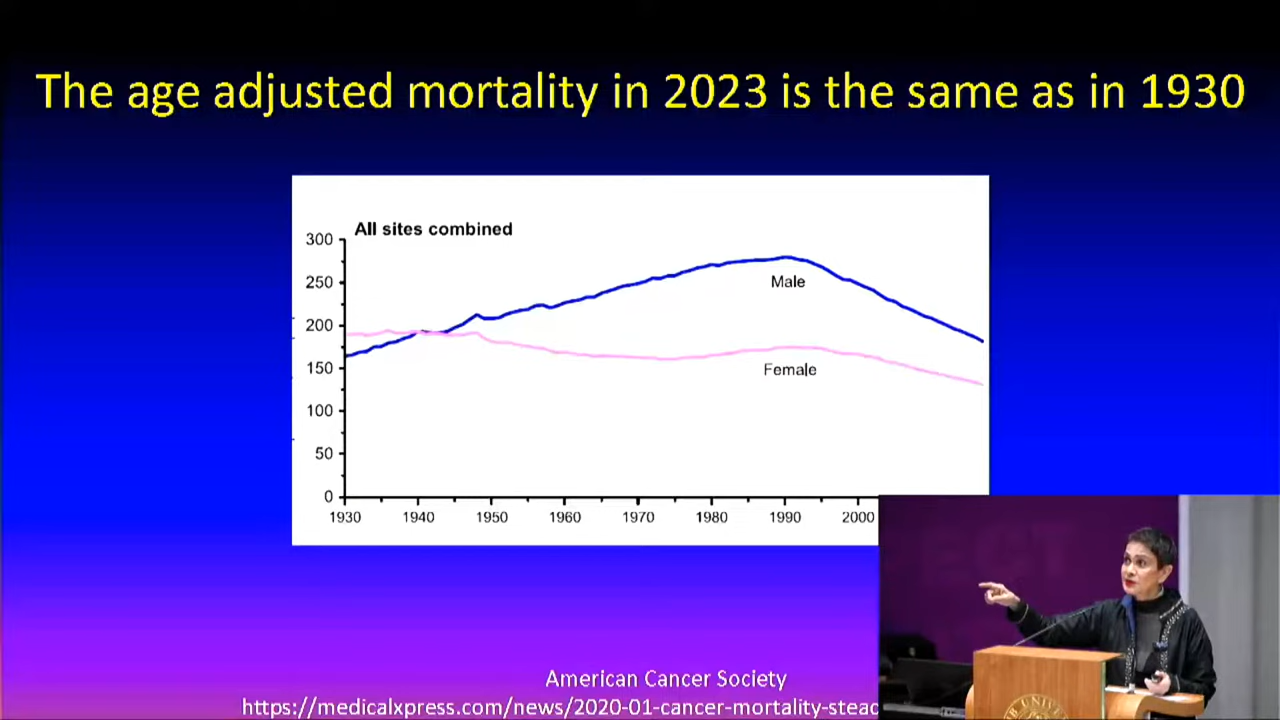 The age adjusted mortality in 2023 is the same as in 1930
All sites combined
300
250
200
150
100
50
0
Male
Female
1930 1940 1950 1960 1970 1980 1990 2000
American Cancer Society
https://medicalxpress.com/news/2020-01-cancer-mortality-stead